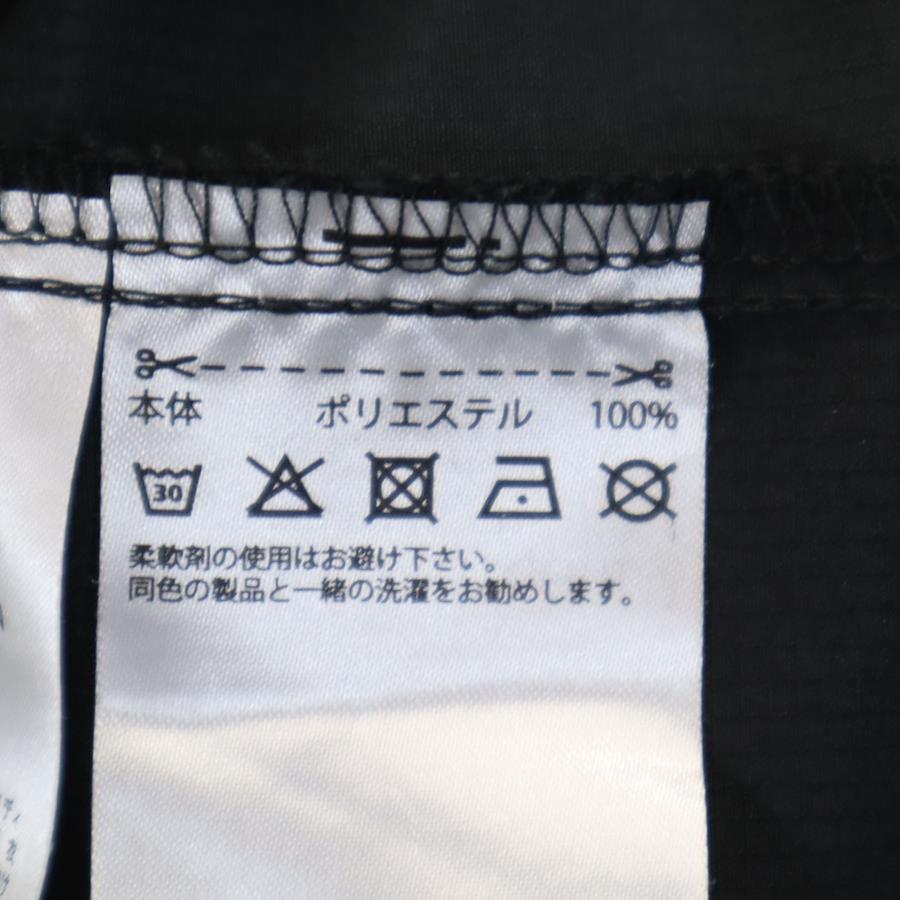 本体 ポリエステル 100%
30
柔軟剤の使用はお避け下さい。
同色の製品と一緒の洗濯をお勧めします。